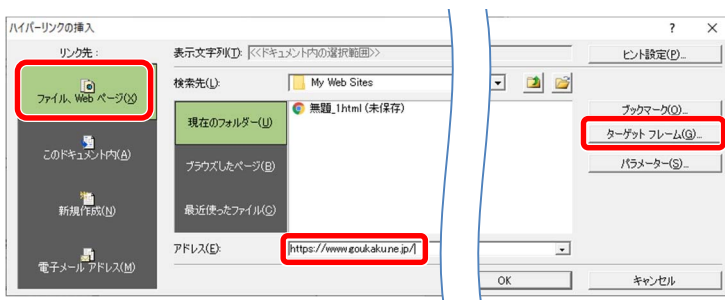 ハイパーリンクの挿入
? ×
リンク先:
表示文字列(T): <<ドキュメント内の選択範囲>>
ヒント設定(P)...
ファイル、Web ページ(X)
検索先(L): My Web Sites
現在のフォルダー(U)
無題_1.html (未保存)
ブックマーク(O)...
ターゲット フレーム(G)...
このドキュメント内(A)
ブラウズしたページ(B)
パラメーター(S)...
新規作成(N)
最近使ったファイル(C)
アドレス(E): https://www.goukaku.ne.jp/
電子メール アドレス(M)
OK
キャンセル